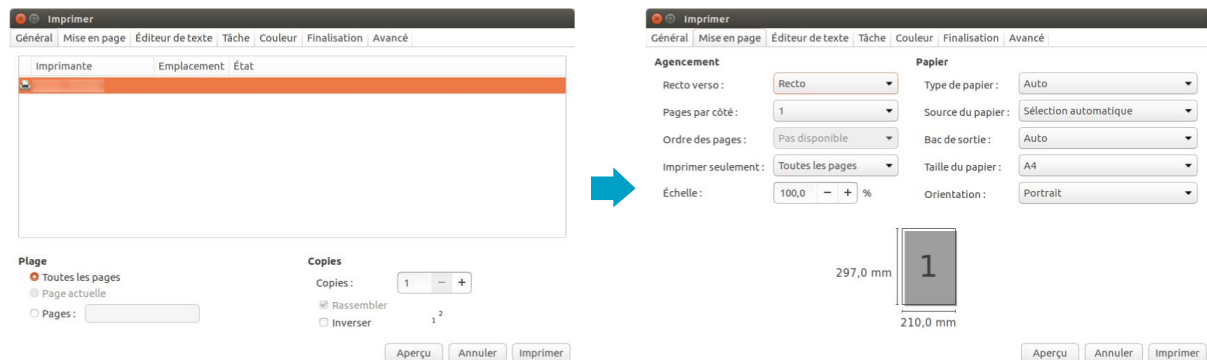 Imprimer
Général Mise en page Éditeur de texte Tâche Couleur Finalisation Avancé
Imprimante Emplacement État
Plage
Toutes les pages
Page actuelle
Pages :
Copies
Copies : 1 − +
Rassembler
Inverser
1 2
Aperçu Annuler Imprimer
Imprimer
Général Mise en page Éditeur de texte Tâche Couleur Finalisation Avancé
Agencement
Recto verso : Recto
Pages par côté : 1
Ordre des pages : Pas disponible
Imprimer seulement : Toutes les pages
Échelle : 100,0 − + %
Papier
Type de papier : Auto
Source du papier : Sélection automatique
Bac de sortie : Auto
Taille du papier : A4
Orientation : Portrait
297,0 mm
1
210,0 mm
Aperçu Annuler Imprimer